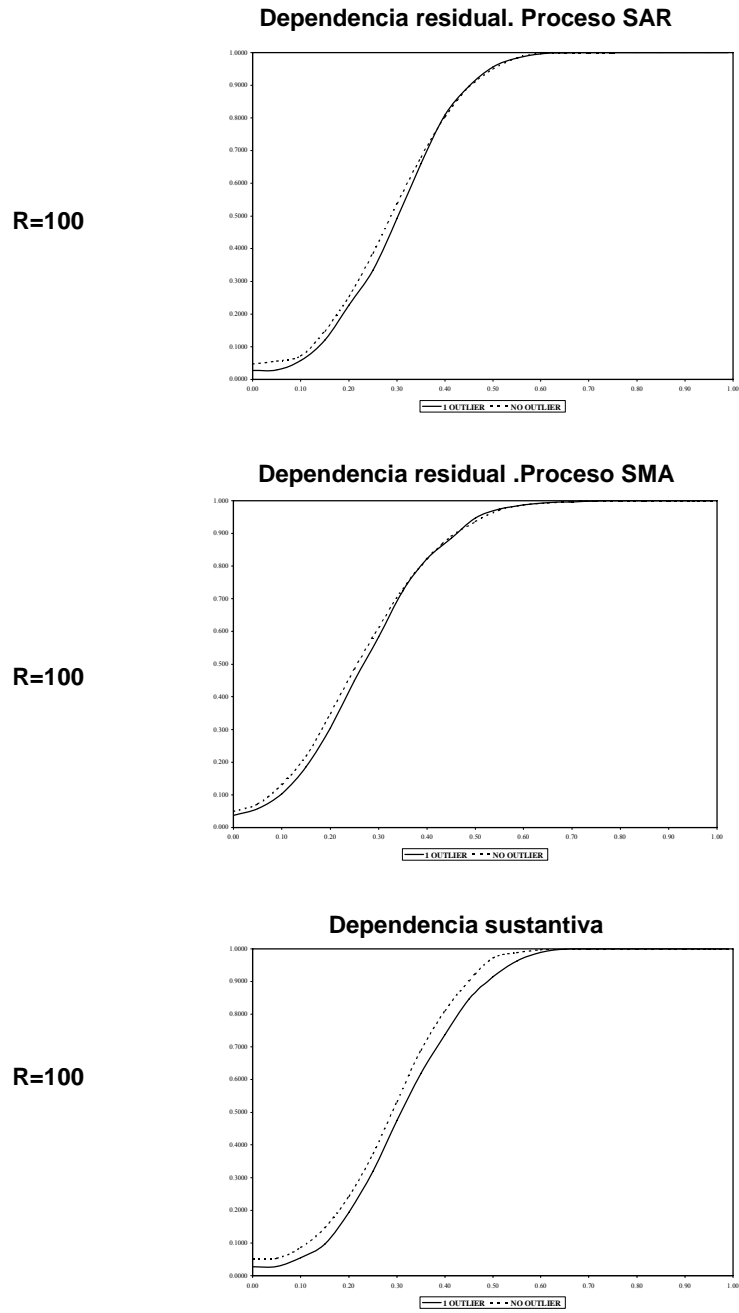 Dependencia residual. Proceso SAR
R=100
1.0000
0.9000
0.8000
0.7000
0.6000
0.5000
0.4000
0.3000
0.2000
0.1000
0.0000
0.00 0.10 0.20 0.30 0.40 0.50 0.60 0.70 0.80 0.90 1.00
1 OUTLIER NO OUTLIER
Dependencia residual .Proceso SMA
R=100
1.000
0.900
0.800
0.700
0.600
0.500
0.400
0.300
0.200
0.100
0.000
0.00 0.10 0.20 0.30 0.40 0.50 0.60 0.70 0.80 0.90 1.00
1 OUTLIER NO OUTLIER
Dependencia sustantiva
R=100
1.0000
0.9000
0.8000
0.7000
0.6000
0.5000
0.4000
0.3000
0.2000
0.1000
0.0000
0.00 0.10 0.20 0.30 0.40 0.50 0.60 0.70 0.80 0.90 1.00
1 OUTLIER NO OUTLIER